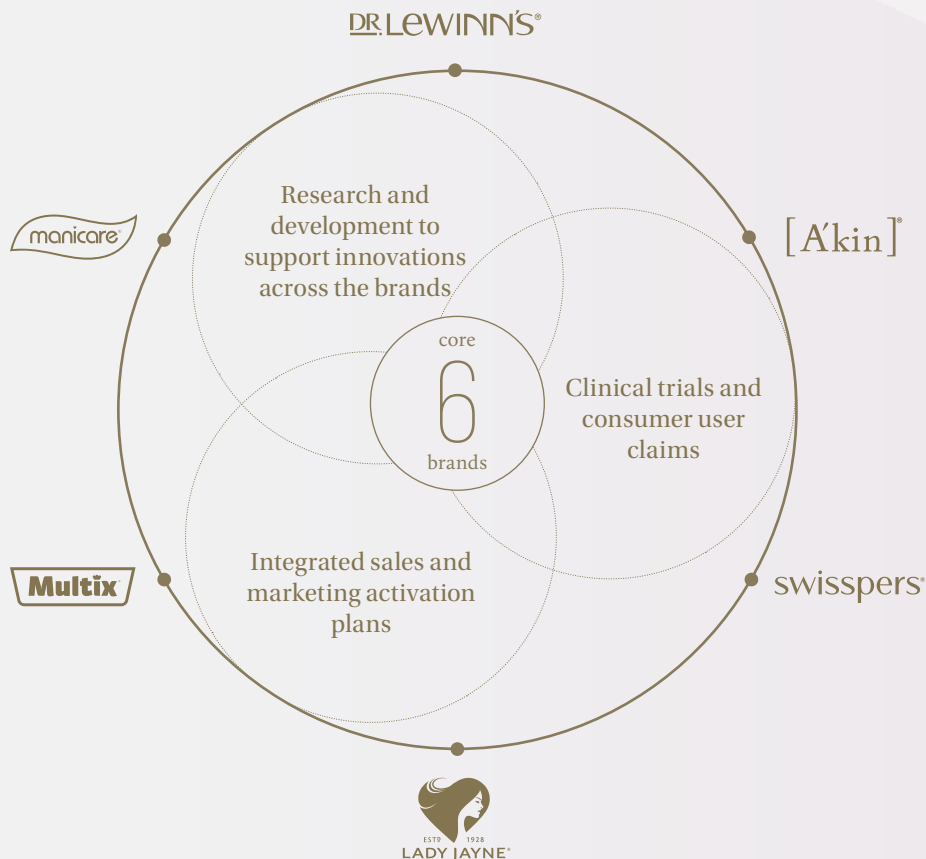 DR. LEWINN'S®
manicare®
[A'kin]®
Research and
development to
support innovations
across the brands
core
6
brands
Clinical trials and
consumer user
claims
Multix
swisspers®
Integrated sales and
marketing activation
plans
ESTD 1928
LADY JAYNE®